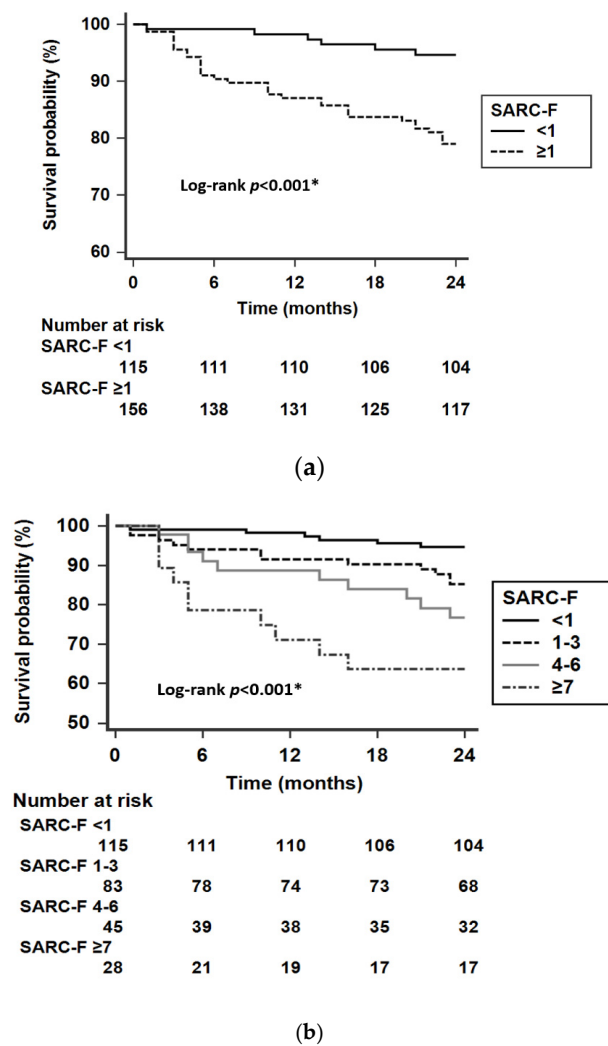 100
90
80
70
60
Survival probability (%)
Log-rank p<0.001*
SARC-F
<1
≥1
0 6 12 18 24
Time (months)
Number at risk
SARC-F <1
115 111 110 106 104
SARC-F ≥1
156 138 131 125 117
(a)
100
90
80
70
60
50
Survival probability (%)
Log-rank p<0.001*
SARC-F
<1
1-3
4-6
≥7
0 6 12 18 24
Time (months)
Number at risk
SARC-F <1
115 111 110 106 104
SARC-F 1-3
83 78 74 73 68
SARC-F 4-6
45 39 38 35 32
SARC-F ≥7
28 21 19 17 17
(b)